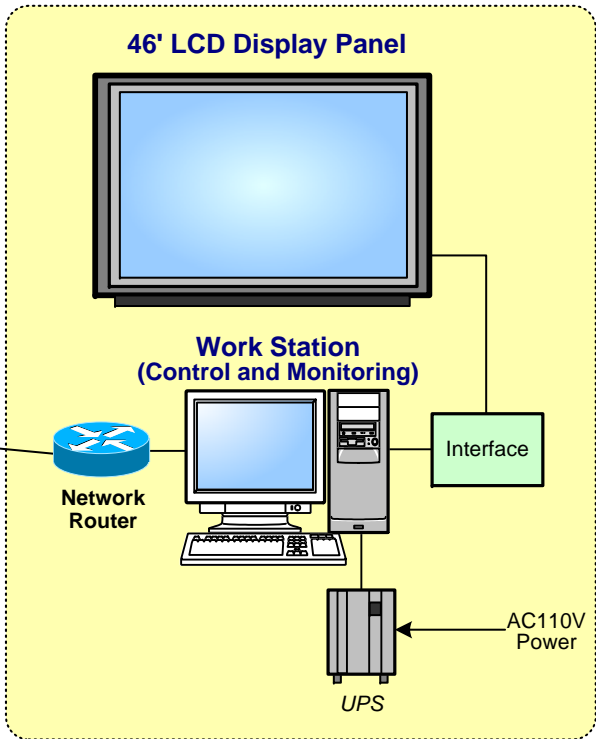 46' LCD Display Panel
Work Station
(Control and Monitoring)
Interface
Network
Router
AC110V
Power
UPS